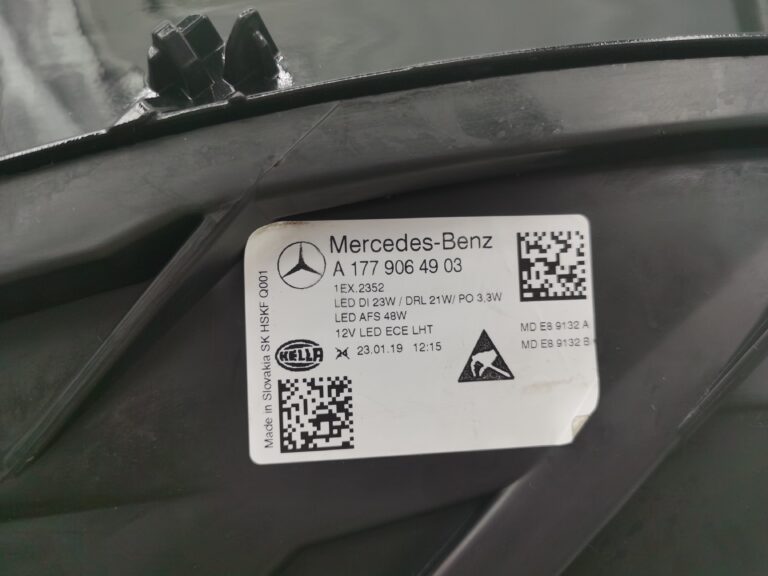 Mercedes-Benz
A 177 906 49 03
1EX.2352
LED DI 23W / DRL 21W/ PO 3,3W
LED AFS 48W
12V LED ECE LHT
HELLA
23.01.19 12:15
MD E8 9132 A
MD E8 9132 B
Made in Slovakia SK HSKF Q001